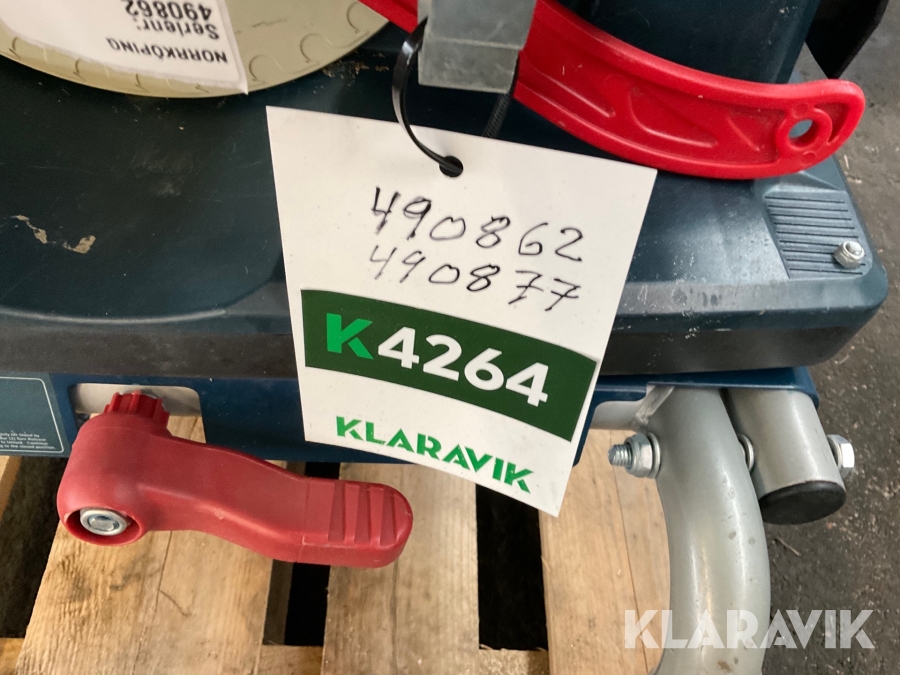 NORRKÖPING
Serienr:
490862
490862
490877
K4264
KLARAVIK
KLARAVIK